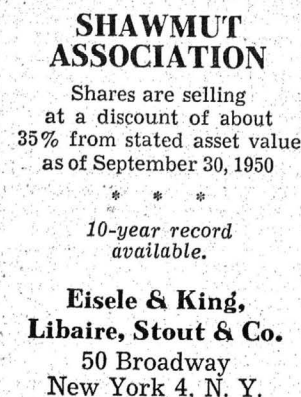 SHAWMUT
ASSOCIATION
Shares are selling
at a discount of about
35% from stated asset value
as of September 30, 1950
* * *
10-year record
available.
Eisele & King,
Libaire, Stout & Co.
50 Broadway
New York 4, N. Y.